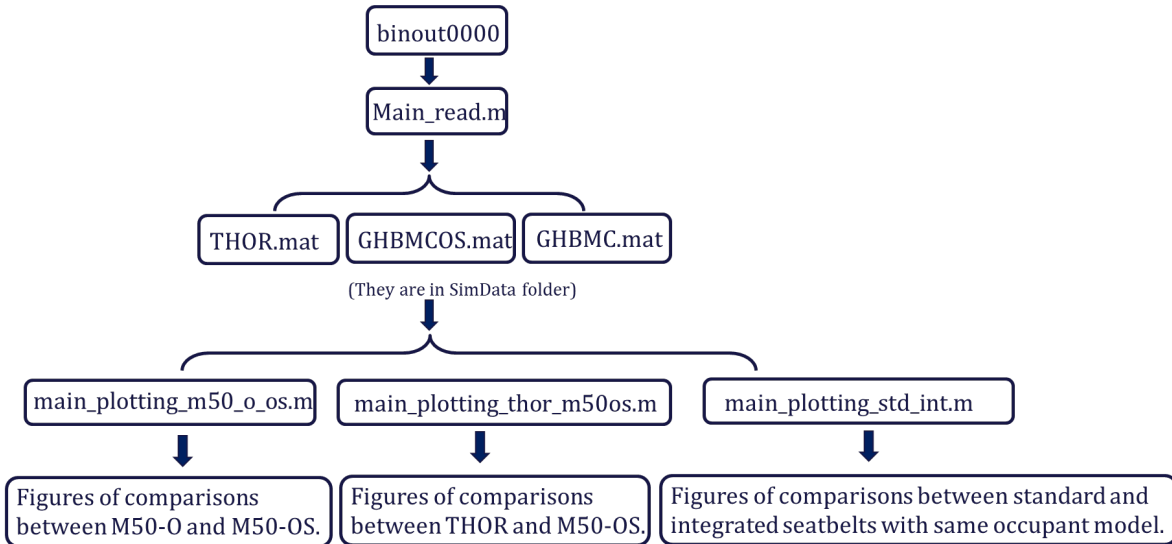 binout0000
Main_read.m
THOR.mat
GHBMCOS.mat
GHBMC.mat
(They are in SimData folder)
main_plotting_m50_o_os.m
main_plotting_thor_m50os.m
main_plotting_std_int.m
Figures of comparisons
between M50-O and M50-OS.
Figures of comparisons
between THOR and M50-OS.
Figures of comparisons between standard and
integrated seatbelts with same occupant model.